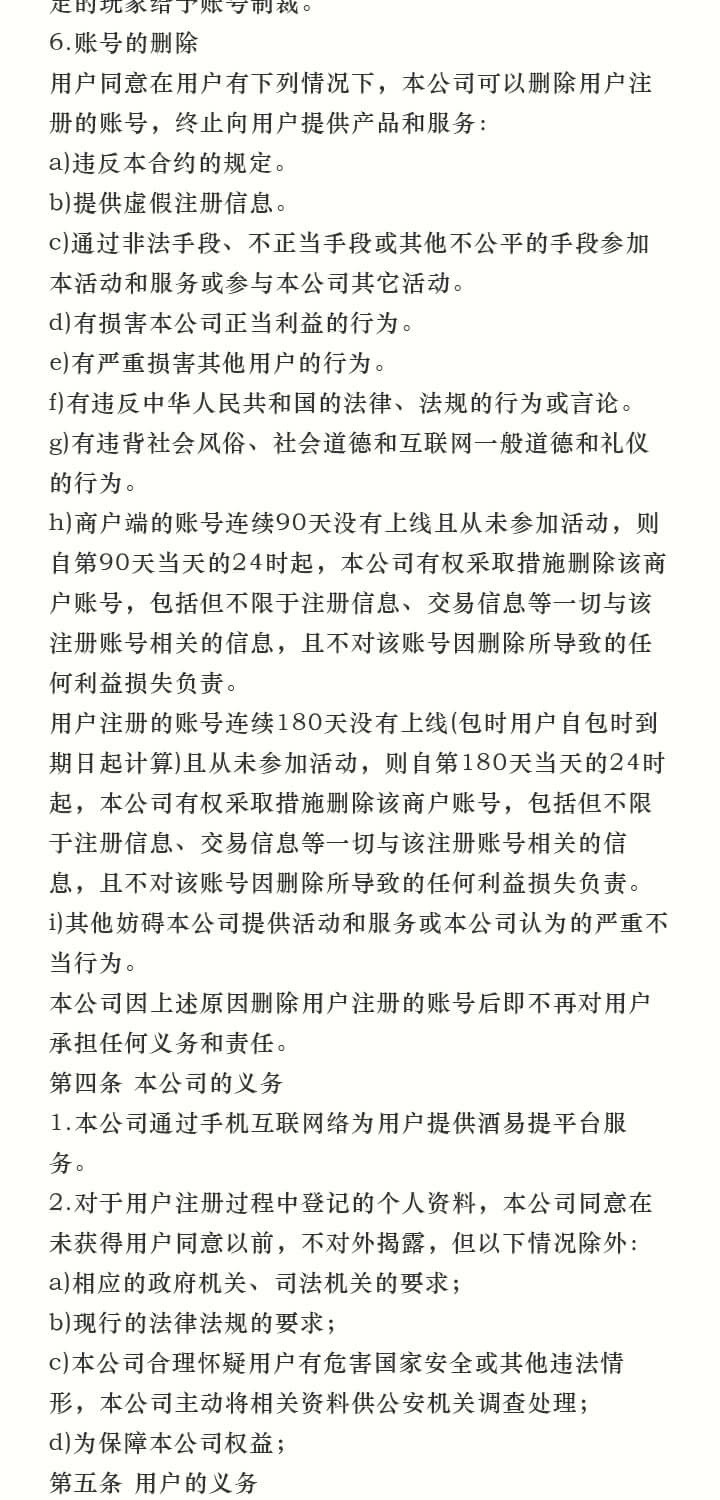 定的玩家给予账号制裁。
6.账号的删除
用户同意在用户有下列情况下，本公司可以删除用户注
册的账号，终止向用户提供产品和服务：
a)违反本合约的规定。
b)提供虚假注册信息。
c)通过非法手段、不正当手段或其他不公平的手段参加
本活动和服务或参与本公司其它活动。
d)有损害本公司正当利益的行为。
e)有严重损害其他用户的行为。
f)有违反中华人民共和国的法律、法规的行为或言论。
g)有违背社会风俗、社会道德和互联网一般道德和礼仪
的行为。
h)商户端的账号连续90天没有上线且从未参加活动，则
自第90天当天的24时起，本公司有权采取措施删除该商
户账号，包括但不限于注册信息、交易信息等一切与该
注册账号相关的信息，且不对该账号因删除所导致的任
何利益损失负责。
用户注册的账号连续180天没有上线(包时用户自包时到
期日起计算)且从未参加活动，则自第180天当天的24时
起，本公司有权采取措施删除该商户账号，包括但不限
于注册信息、交易信息等一切与该注册账号相关的信
息，且不对该账号因删除所导致的任何利益损失负责。
i)其他妨碍本公司提供活动和服务或本公司认为的严重不
当行为。
本公司因上述原因删除用户注册的账号后即不再对用户
承担任何义务和责任。
第四条 本公司的义务
1.本公司通过手机互联网络为用户提供酒易提平台服
务。
2.对于用户注册过程中登记的个人资料，本公司同意在
未获得用户同意以前，不对外揭露，但以下情况除外：
a)相应的政府机关、司法机关的要求；
b)现行的法律法规的要求；
c)本公司合理怀疑用户有危害国家安全或其他违法情
形，本公司主动将相关资料供公安机关调查处理；
d)为保障本公司权益；
第五条 用户的义务